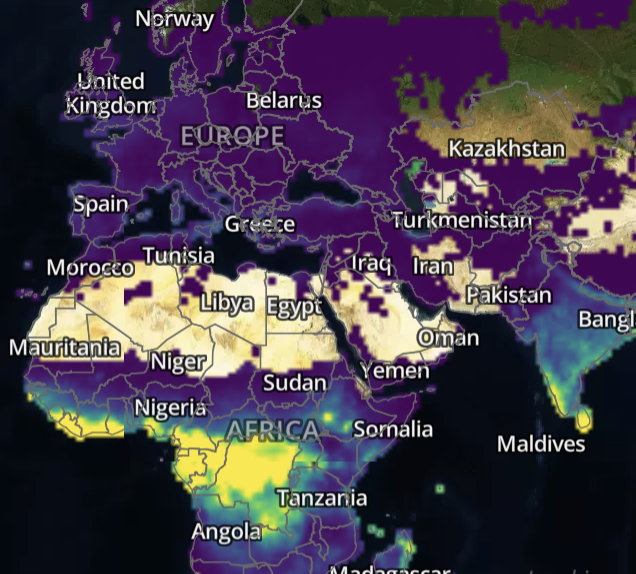 Norway
United
Kingdom
Belarus
EUROPE
Kazakhstan
Spain
Greece
Turkmenistan
Morocco
Tunisia
Iraq
Iran
Libya
Egypt
Pakistan
Bangl
Mauritania
Niger
Oman
Sudan
Yemen
Nigeria
AFRICA
Somalia
Maldives
Tanzania
Angola
Madagascar